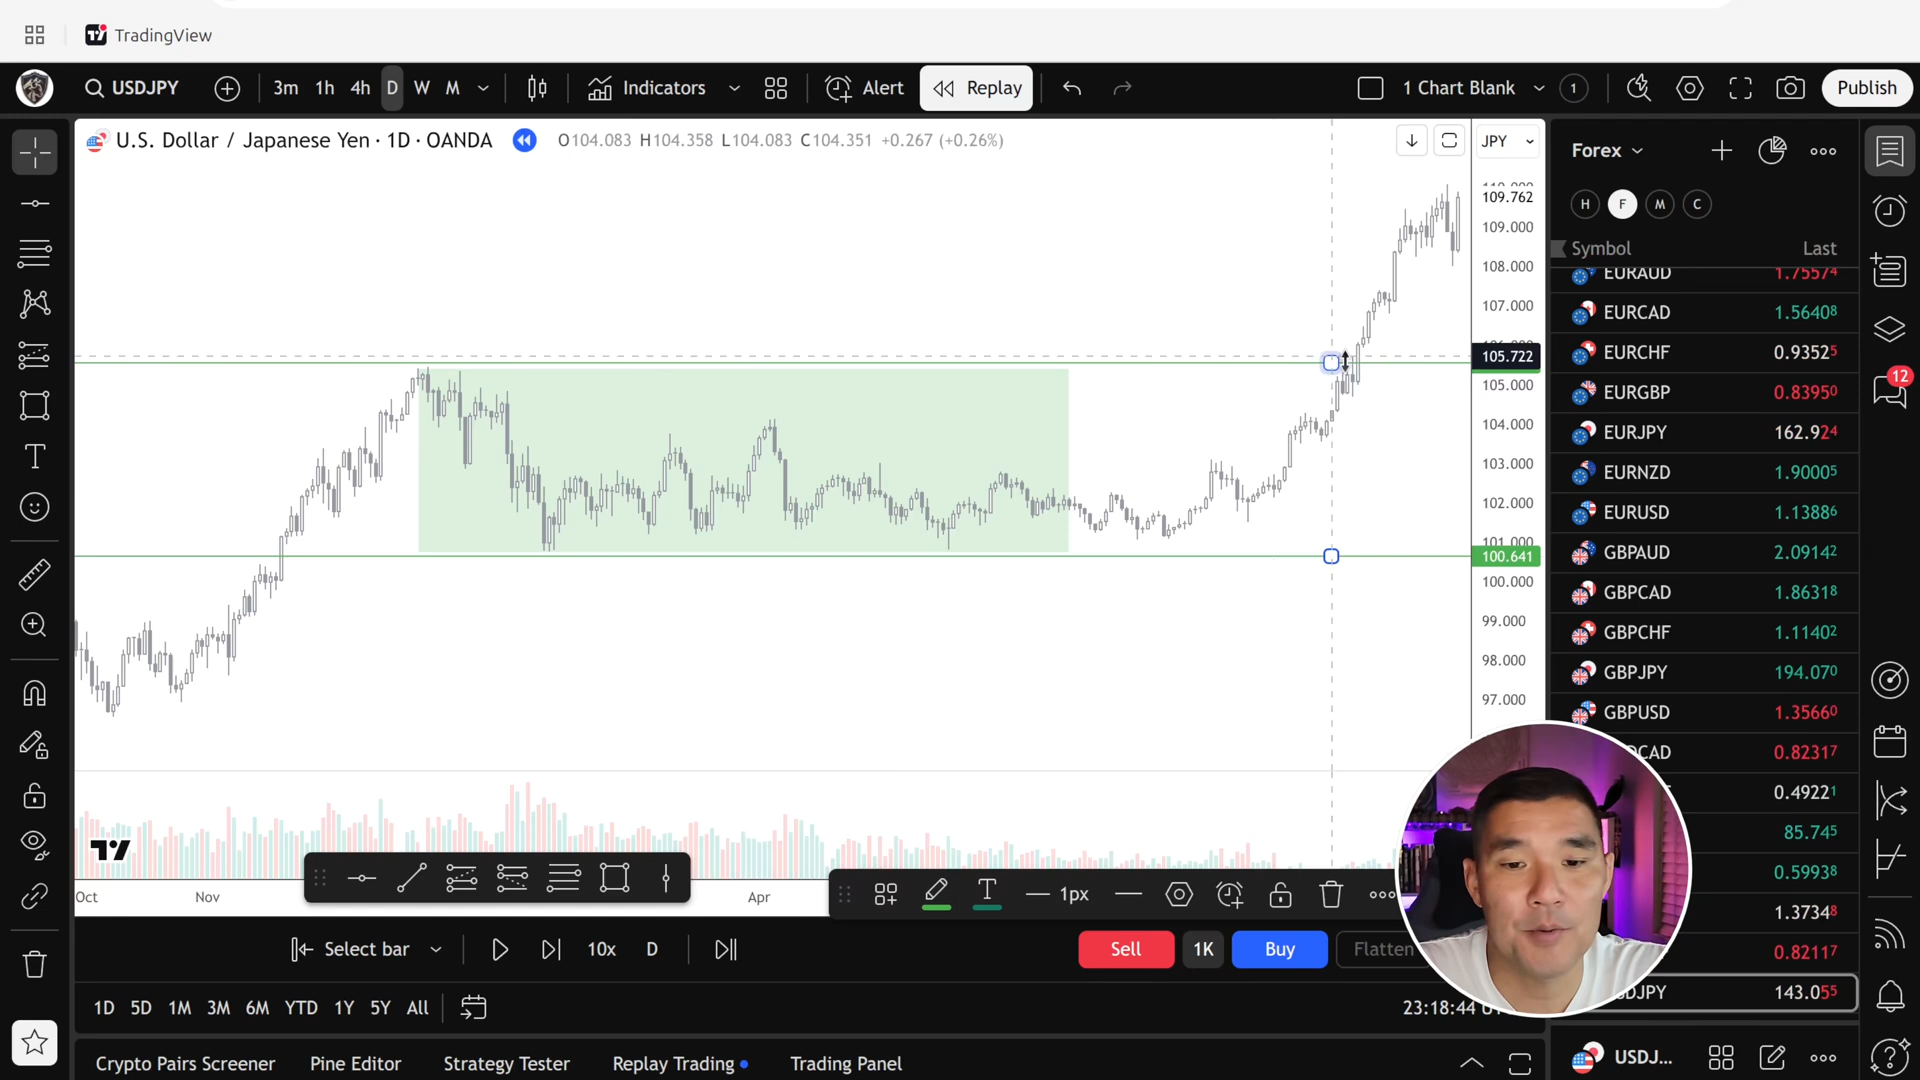 TradingView
USDJPY
3m 1h 4h D W M
Indicators
Alert
Replay
1 Chart Blank
1
Publish
U.S. Dollar / Japanese Yen · 1D · OANDA
O104.083 H104.358 L104.083 C104.351 +0.267 (+0.26%)
JPY
109.762
109.000
108.000
107.000
105.722
105.000
104.000
103.000
102.000
101.000
100.641
100.000
99.000
98.000
97.000
Oct
Nov
Apr
T
1px
Select bar
10x
D
Sell
1K
Buy
Flatten
1D 5D 1M 3M 6M YTD 1Y 5Y All
23:18:44
Crypto Pairs Screener
Pine Editor
Strategy Tester
Replay Trading
Trading Panel
Forex
H F M C
Symbol Last
EURAUD 1.75574
EURCAD 1.56408
EURCHF 0.93525
EURGBP 0.83950
EURJPY 162.924
EURNZD 1.90005
EURUSD 1.13886
GBPAUD 2.09142
GBPCAD 1.86318
GBPCHF 1.11402
GBPJPY 194.070
GBPUSD 1.35660
CAD 0.82317
0.49221
85.745
0.59938
1.37348
0.82117
DJPY 143.055
USDJ...
12